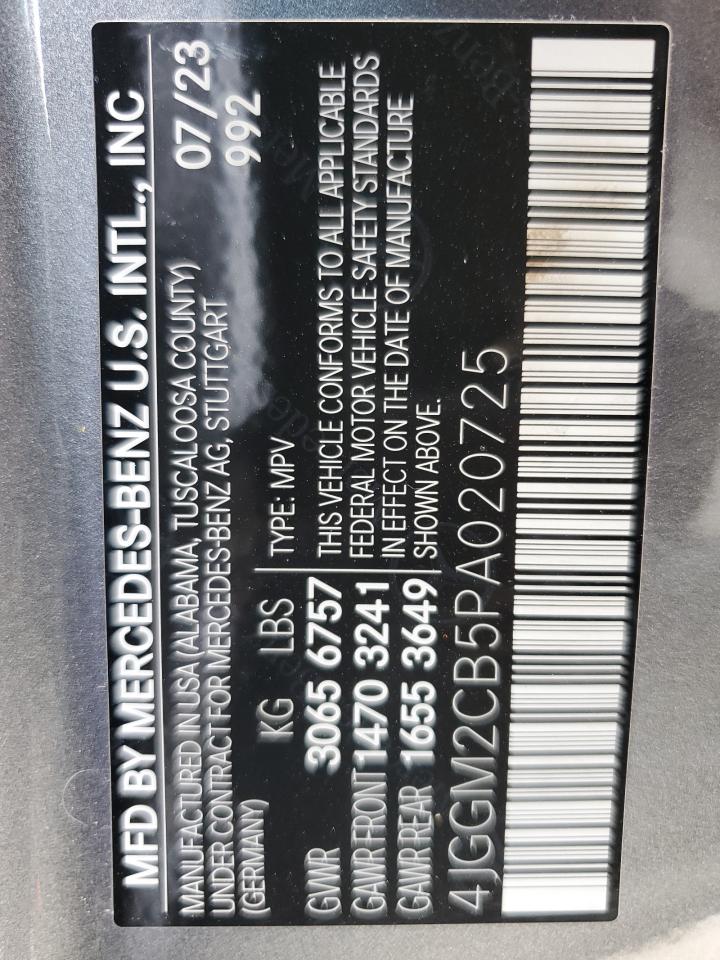 MFD BY MERCEDES-BENZ U.S. INTL., INC
MANUFACTURED IN USA (ALABAMA, TUSCALOOSA COUNTY)
UNDER CONTRACT FOR MERCEDES-BENZ AG, STUTTGART
(GERMANY)
07/23
992
KG LBS
GVWR 3065 6757
GAWR FRONT 1470 3241
GAWR REAR 1655 3649
TYPE: MPV
THIS VEHICLE CONFORMS TO ALL APPLICABLE
FEDERAL MOTOR VEHICLE SAFETY STANDARDS
IN EFFECT ON THE DATE OF MANUFACTURE
SHOWN ABOVE.
4JGGM2CB5PA020725